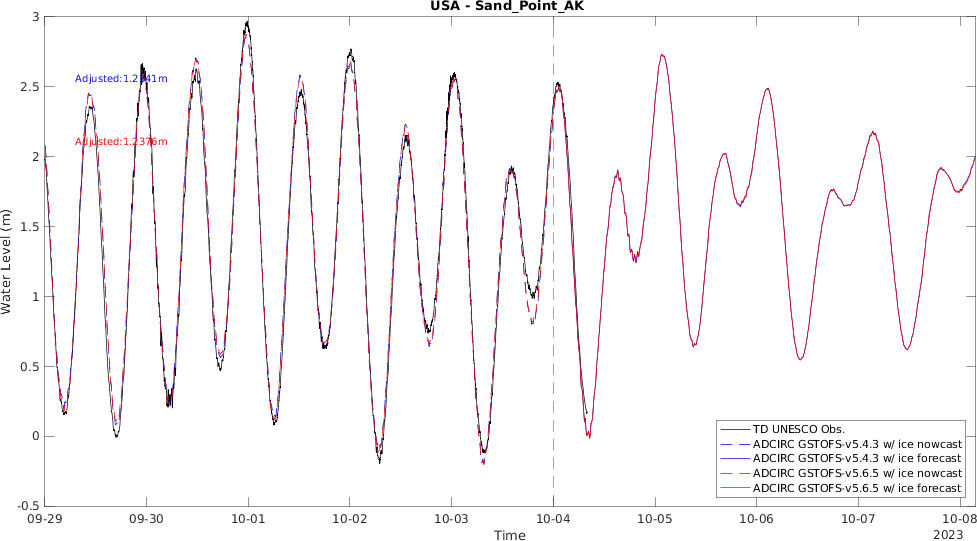 USA - Sand_Point_AK
3
2.5
2
1.5
1
0.5
0
-0.5
Water Level (m)
Adjusted:1.2376m
TD UNESCO Obs.
ADCIRC GSTOFS-v5.4.3 w/ ice nowcast
ADCIRC GSTOFS-v5.4.3 w/ ice forecast
ADCIRC GSTOFS-v5.6.5 w/ ice nowcast
ADCIRC GSTOFS-v5.6.5 w/ ice forecast
09-29 09-30 10-01 10-02 10-03 10-04 10-05 10-06 10-07 10-08
Time
2023